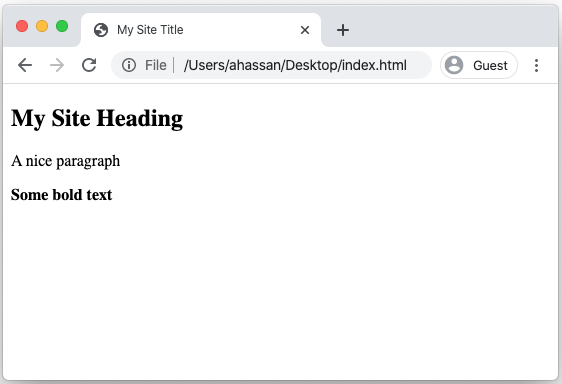 My Site Title
File | /Users/ahassan/Desktop/index.html Guest
My Site Heading
A nice paragraph
Some bold text